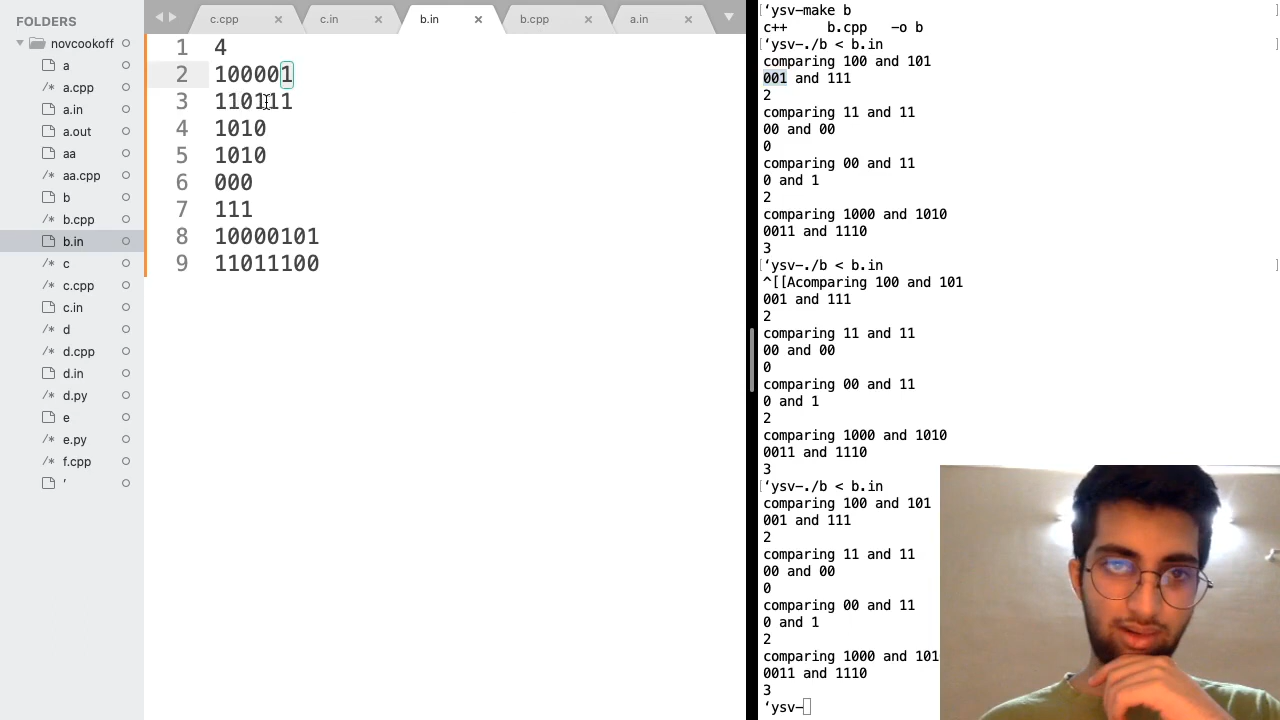 FOLDERS
novcookoff
a
/* a.cpp
a.in
a.out
aa
/* aa.cpp
b
/* b.cpp
b.in
c
/* c.cpp
c.in
d
/* d.cpp
d.in
/* d.py
e
/* e.py
/* f.cpp
'
c.cpp
c.in
b.in
b.cpp
a.in
1 4
2 100001
3 110111
4 1010
5 1010
6 000
7 111
8 10000101
9 11011100
‘ysv-make b
c++ b.cpp -o b
‘ysv-./b < b.in
comparing 100 and 101
001 and 111
2
comparing 11 and 11
00 and 00
0
comparing 00 and 11
0 and 1
2
comparing 1000 and 1010
0011 and 1110
3
‘ysv-./b < b.in
^[[Acomparing 100 and 101
001 and 111
2
comparing 11 and 11
00 and 00
0
comparing 00 and 11
0 and 1
2
comparing 1000 and 1010
0011 and 1110
3
‘ysv-./b < b.in
comparing 100 and 101
001 and 111
2
comparing 11 and 11
00 and 00
0
comparing 00 and 11
0 and 1
2
comparing 1000 and 101
0011 and 1110
3
‘ysv-